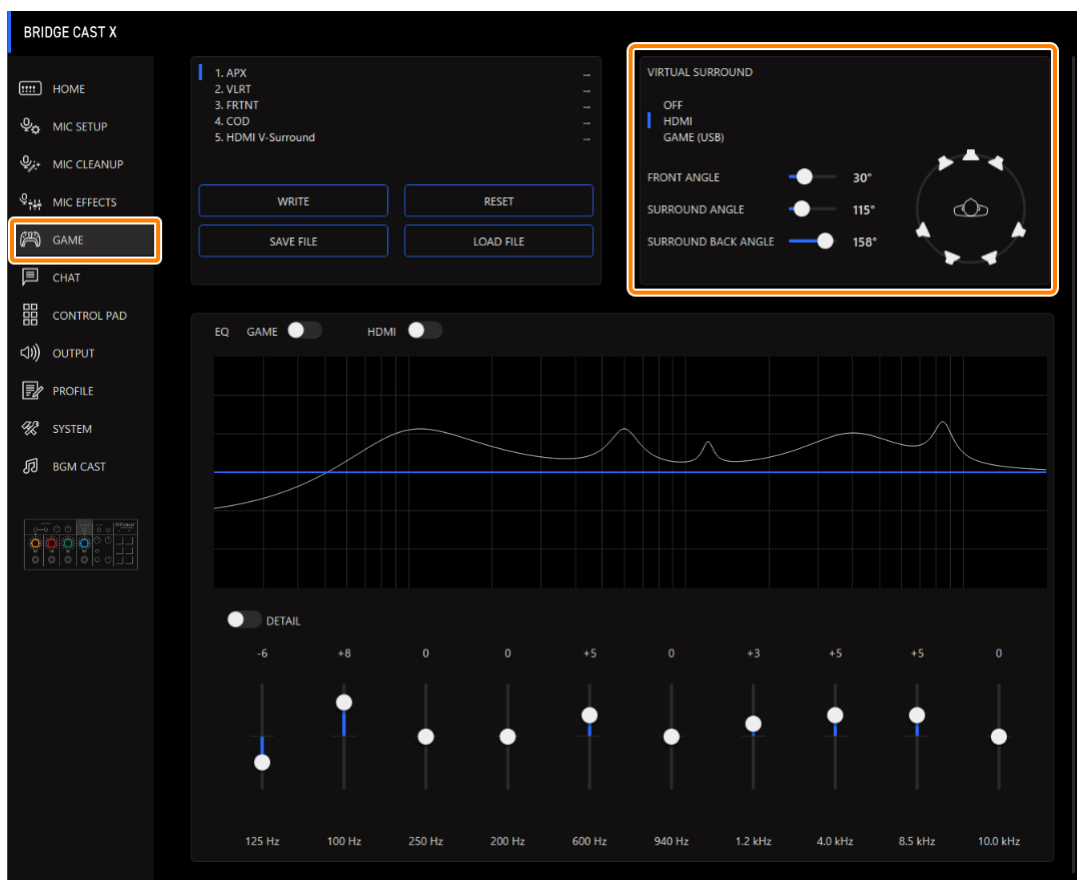 BRIDGE CAST X
HOME
MIC SETUP
MIC CLEANUP
MIC EFFECTS
GAME
CHAT
CONTROL PAD
OUTPUT
PROFILE
SYSTEM
BGM CAST
1. APX ---
2. VLRT ---
3. FRTNT ---
4. COD ---
5. HDMI V-Surround ---
WRITE RESET
SAVE FILE LOAD FILE
VIRTUAL SURROUND
OFF
HDMI
GAME (USB)
FRONT ANGLE 30°
SURROUND ANGLE 115°
SURROUND BACK ANGLE 158°
EQ GAME HDMI
DETAIL
-6 +8 0 0 +5 0 +3 +5 +5 0
125 Hz 100 Hz 250 Hz 200 Hz 600 Hz 940 Hz 1.2 kHz 4.0 kHz 8.5 kHz 10.0 kHz